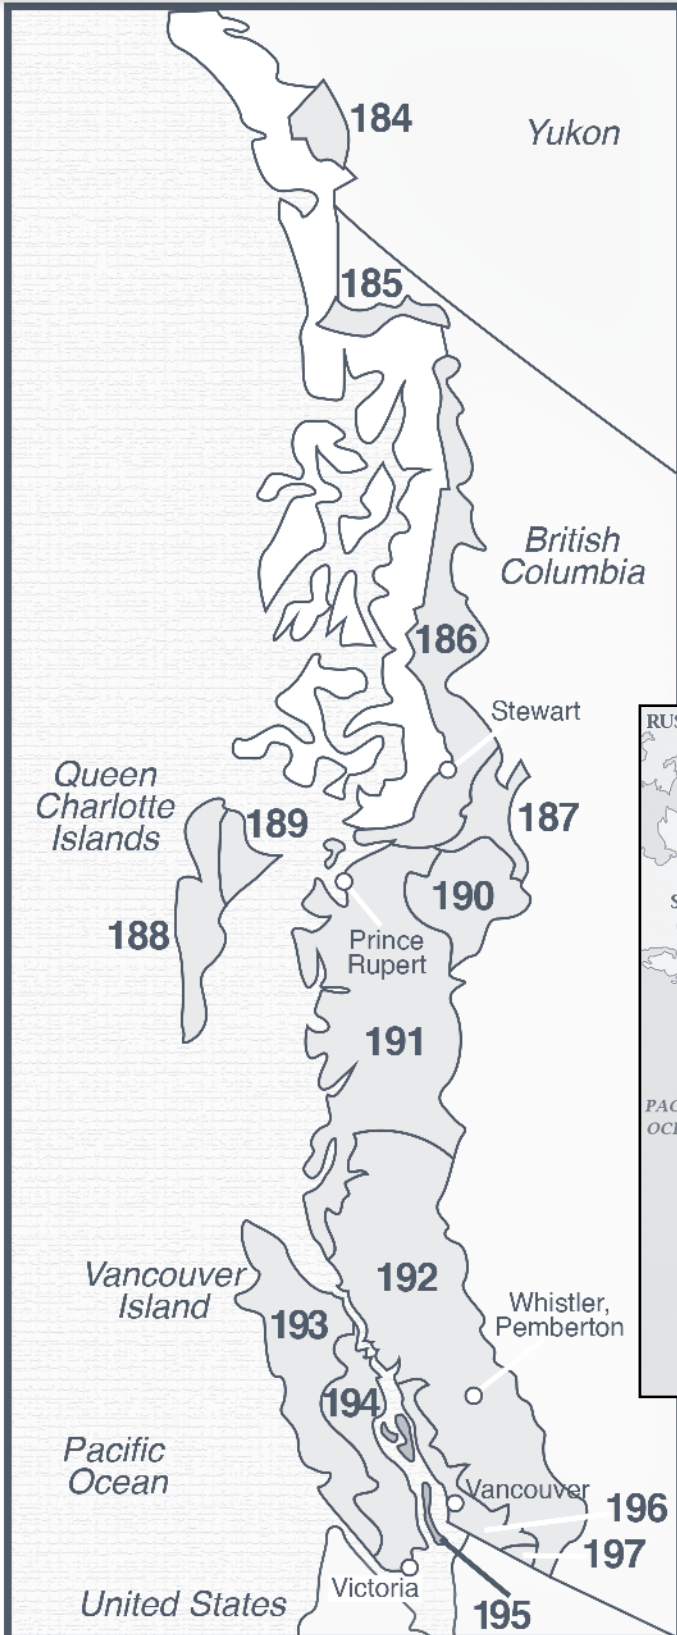 184
Yukon
185
British
Columbia
186
Stewart
Queen
Charlotte
Islands
189
187
190
188
Prince
Rupert
191
192
Vancouver
Island
193
Whistler,
Pemberton
194
Pacific
Ocean
Vancouver
196
197
Victoria
United States
195